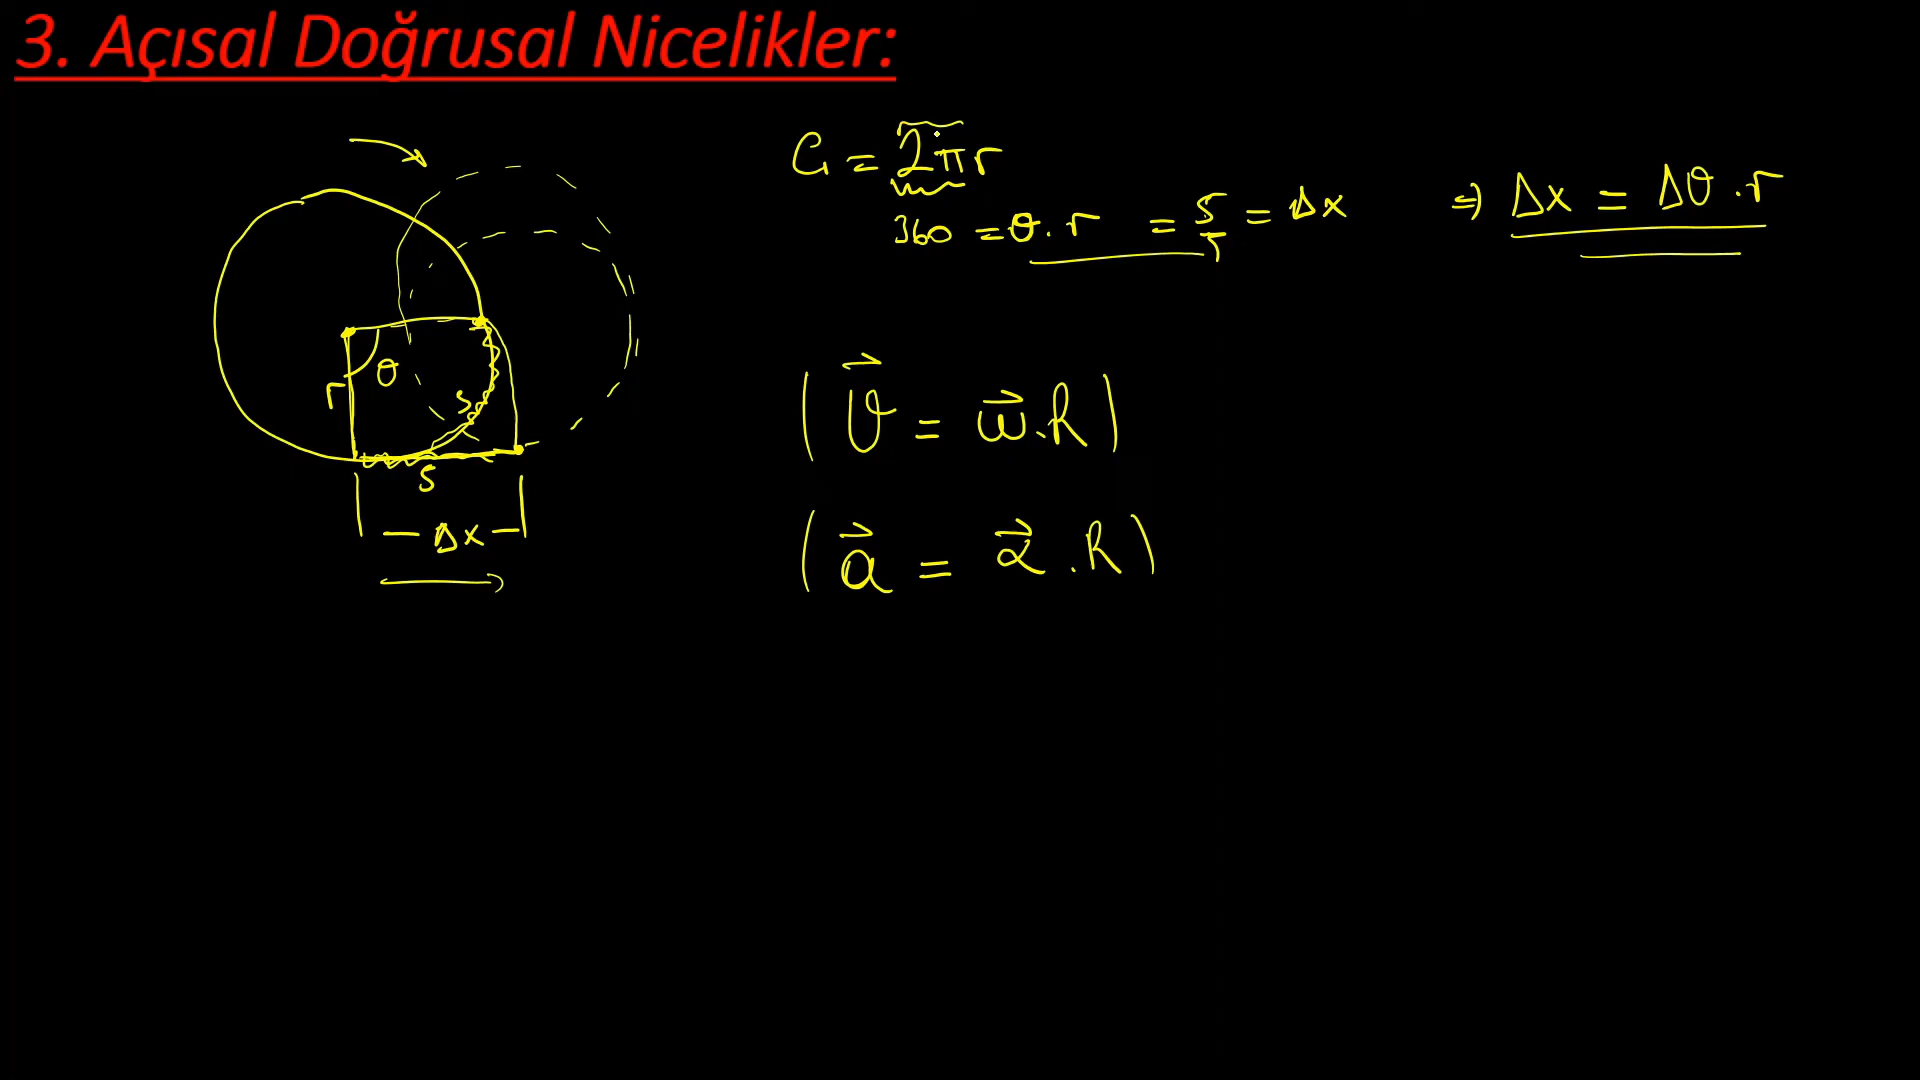 3. Açısal Doğrusal Nicelikler:
Ç = 2πr
360 = θ . r = S = Δx
⇒ Δx = Δθ . r
r
θ
S
S
Δx
( v⃗ = ω⃗ . R )
( a⃗ = α⃗ . R )